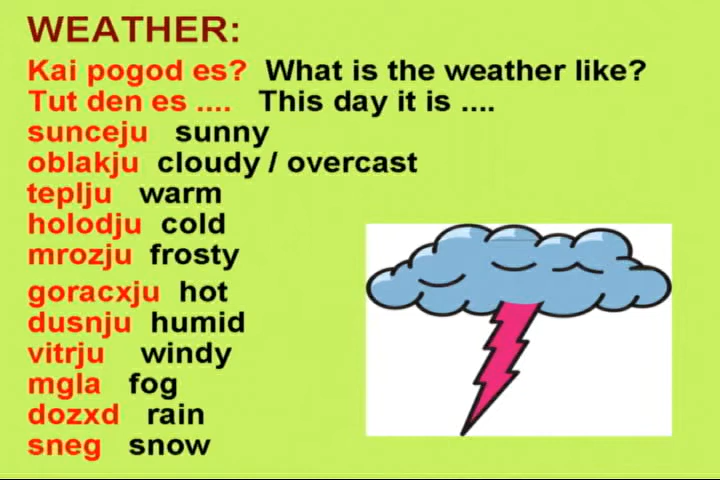 WEATHER:
Kai pogod es? What is the weather like?
Tut den es .... This day it is ....
sunceju sunny
oblakju cloudy / overcast
teplju warm
holodju cold
mrozju frosty
goracxju hot
dusnju humid
vitrju windy
mgla fog
dozxd rain
sneg snow